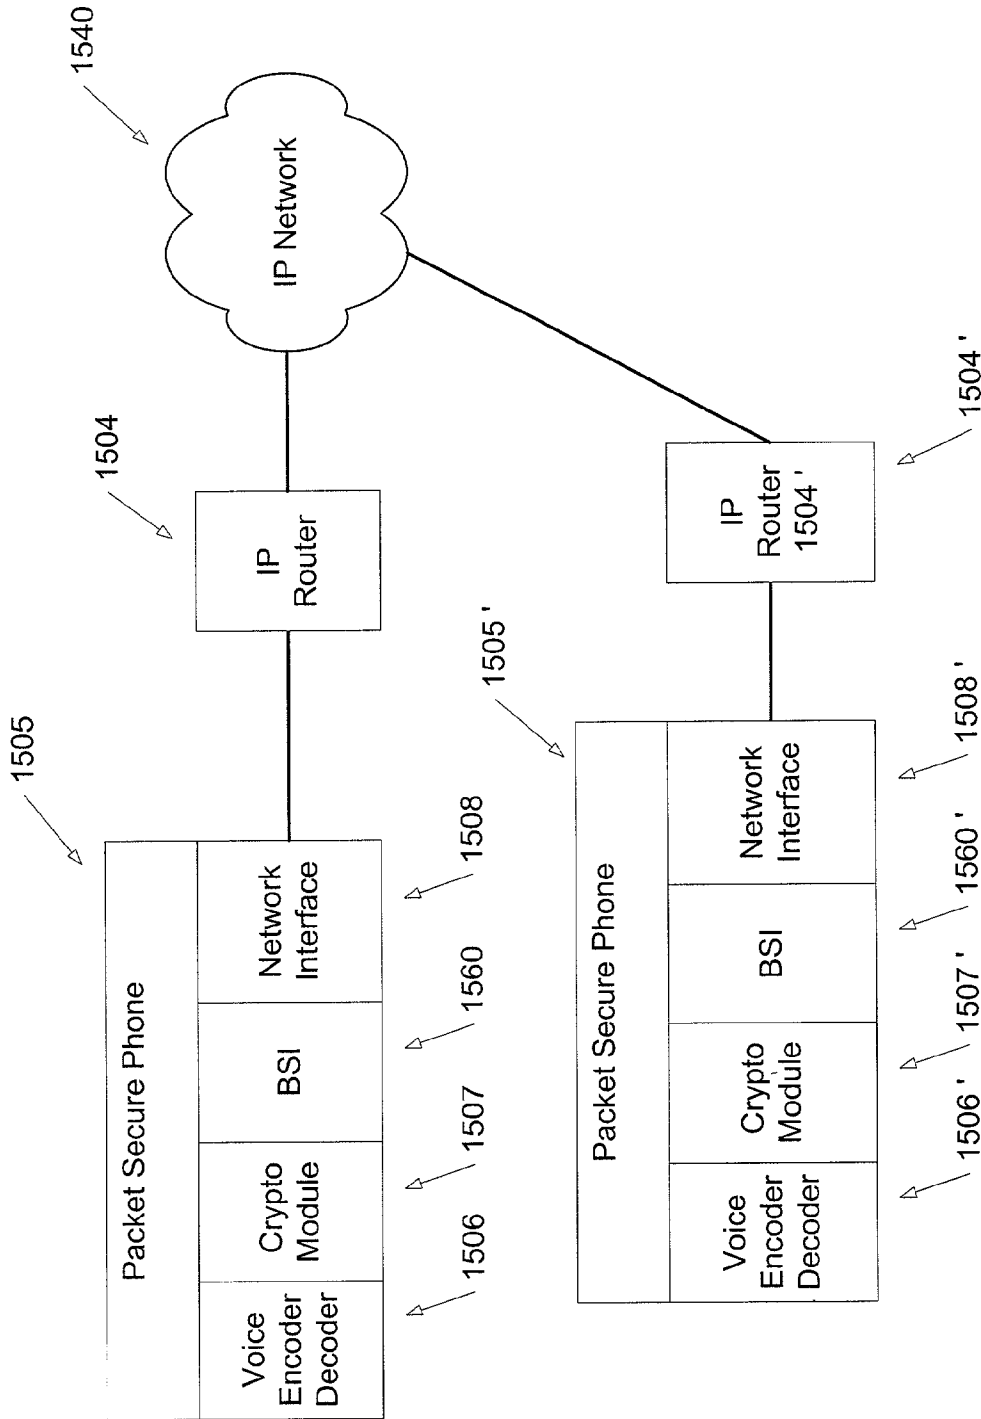 1540
IP Network
1504
IP
Router
1505
Packet Secure Phone
Voice
Encoder
Decoder
Crypto
Module
BSI
Network
Interface
1506
1507
1560
1508
1505 '
Packet Secure Phone
Voice
Encoder
Decoder
Crypto
Module
BSI
Network
Interface
IP
Router
1504 '
1506 '
1507 '
1560 '
1508 '
1504 '